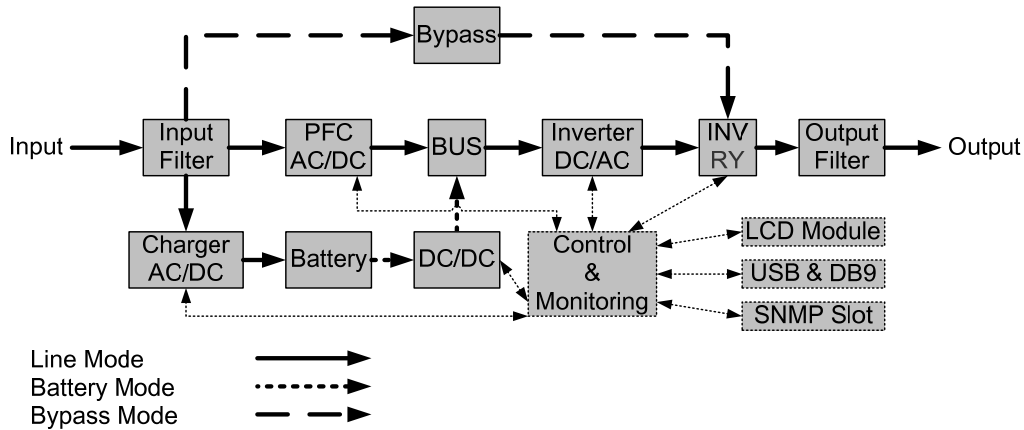 Bypass
Input
Input
Filter
PFC
AC/DC
BUS
Inverter
DC/AC
INV
RY
Output
Filter
Output
Charger
AC/DC
Battery
DC/DC
Control
&
Monitoring
LCD Module
USB & DB9
SNMP Slot
Line Mode
Battery Mode
Bypass Mode